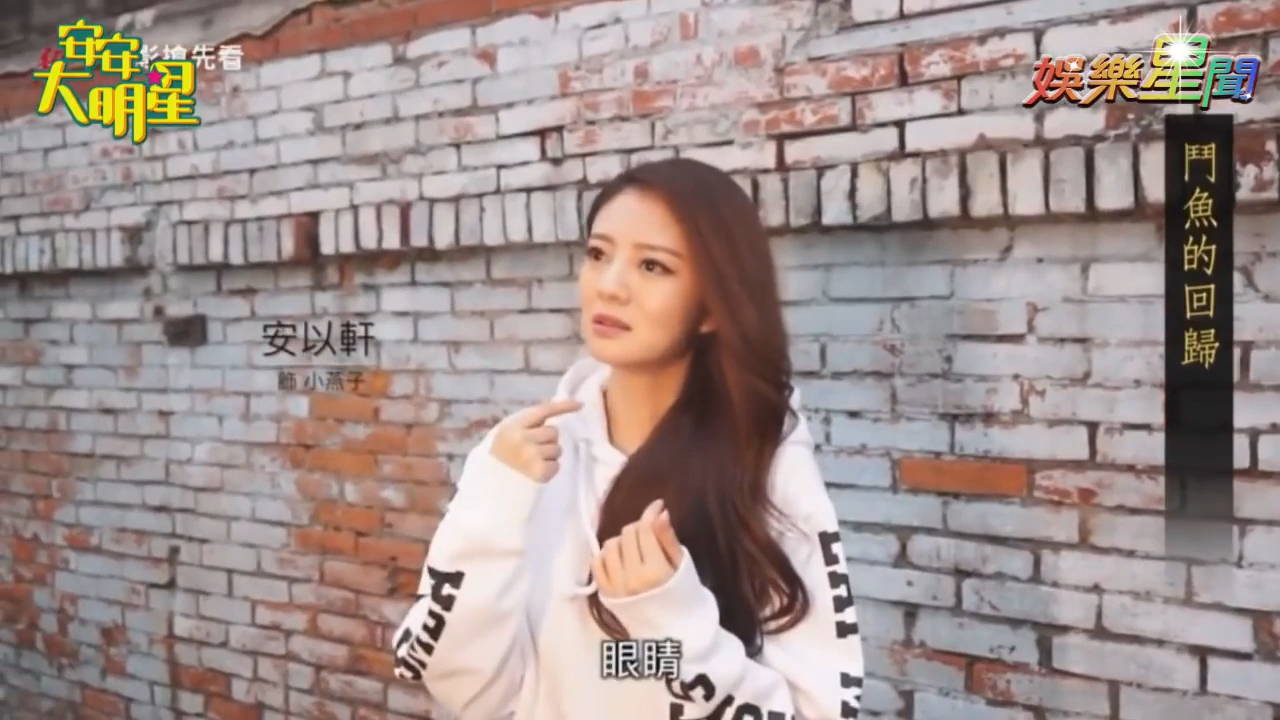 安安
大明星
影搶先看
娛樂星聞
鬥魚的回歸
安以軒
飾 小燕子
眼睛